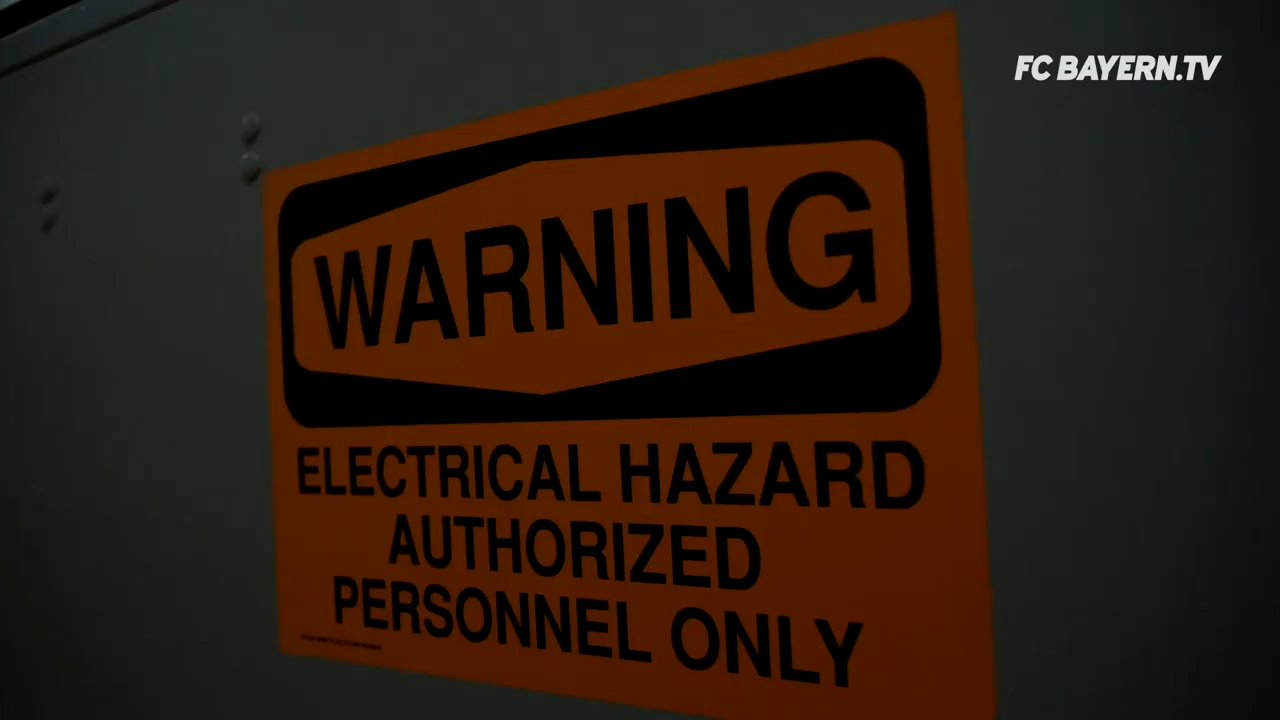 FC BAYERN.TV
WARNING
ELECTRICAL HAZARD
AUTHORIZED
PERSONNEL ONLY